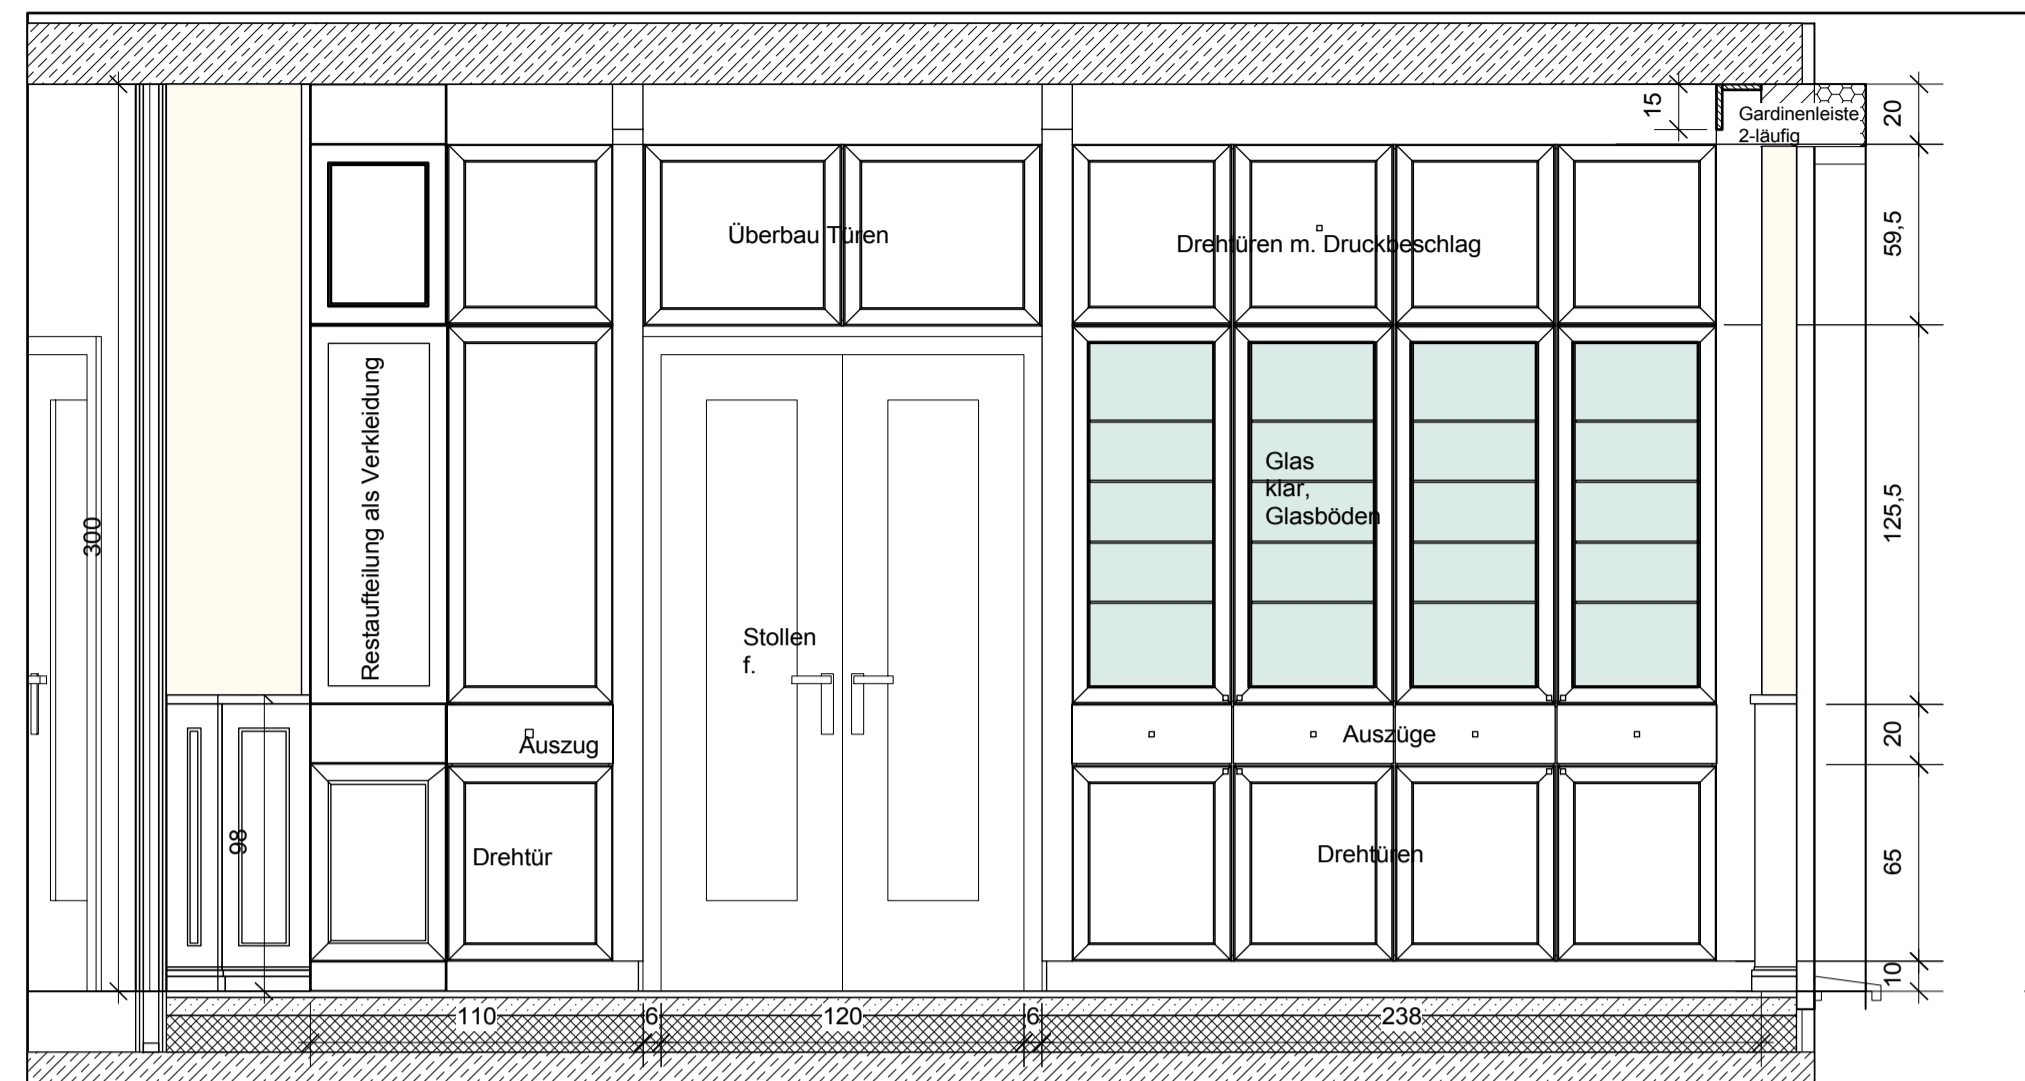 15
Gardinenleiste
2-läufig
20
Überbau Türen
Drehtüren m. Druckbeschlag
59,5
Restaufteilung als Verkleidung
300
Glas
klar,
Glasböden
125,5
Stollen
f.
Auszug
Auszüge
20
98
Drehtür
Drehtüren
65
10
110
6
120
6
238